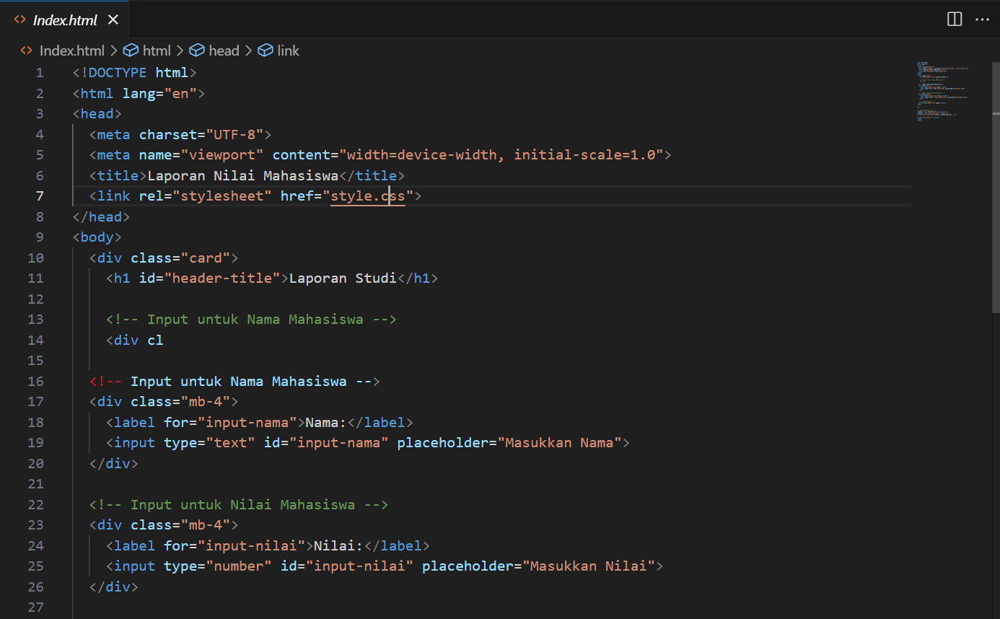 Index.html
Index.html > html > head > link
1 <!DOCTYPE html>
2 <html lang="en">
3 <head>
4   <meta charset="UTF-8">
5   <meta name="viewport" content="width=device-width, initial-scale=1.0">
6   <title>Laporan Nilai Mahasiswa</title>
7   <link rel="stylesheet" href="style.css">
8 </head>
9 <body>
10   <div class="card">
11     <h1 id="header-title">Laporan Studi</h1>
12
13     <!-- Input untuk Nama Mahasiswa -->
14     <div cl
15
16   <!-- Input untuk Nama Mahasiswa -->
17   <div class="mb-4">
18     <label for="input-nama">Nama:</label>
19     <input type="text" id="input-nama" placeholder="Masukkan Nama">
20   </div>
21
22   <!-- Input untuk Nilai Mahasiswa -->
23   <div class="mb-4">
24     <label for="input-nilai">Nilai:</label>
25     <input type="number" id="input-nilai" placeholder="Masukkan Nilai">
26   </div>
27